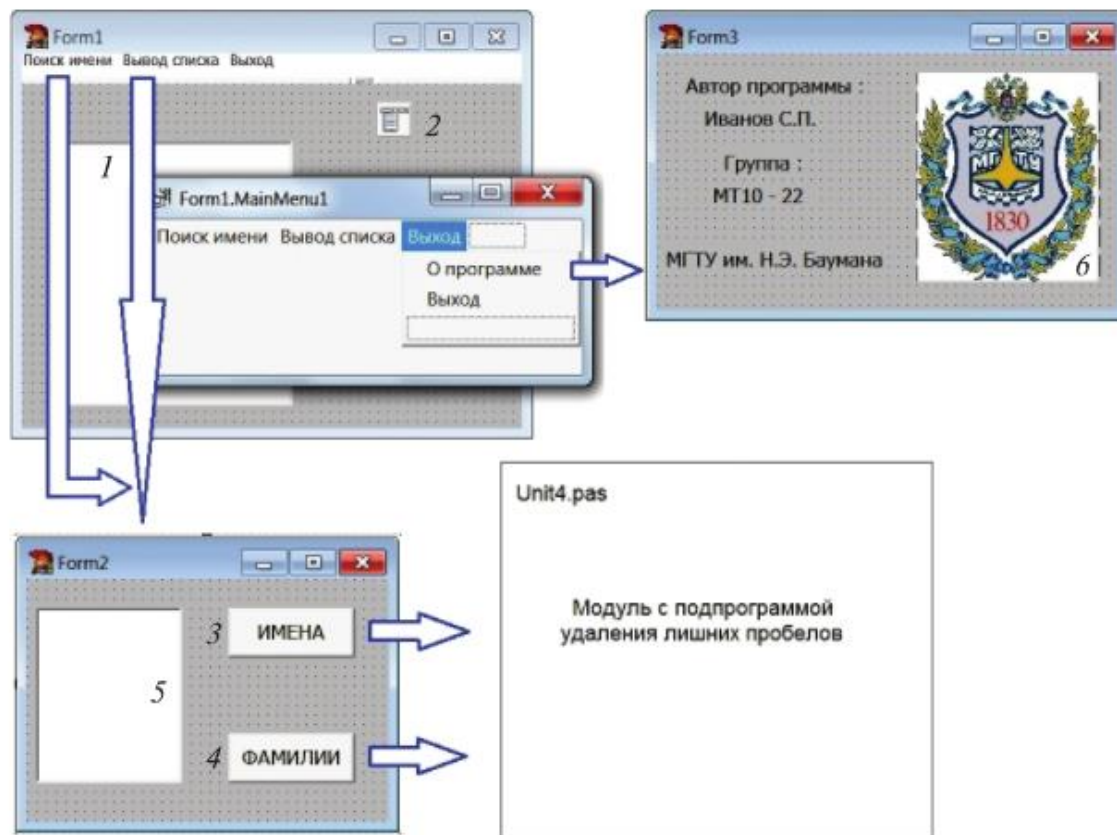 Form1
Поиск имени Вывод списка Выход
2
1
Form1.MainMenu1
Поиск имени Вывод списка Выход
О программе
Выход
Form3
Автор программы :
Иванов С.П.
Группа :
МТ10 - 22
МГТУ им. Н.Э. Баумана
МГТУ
1830
6
Form2
3 ИМЕНА
5
4 ФАМИЛИИ
Unit4.pas
Модуль с подпрограммой
удаления лишних пробелов